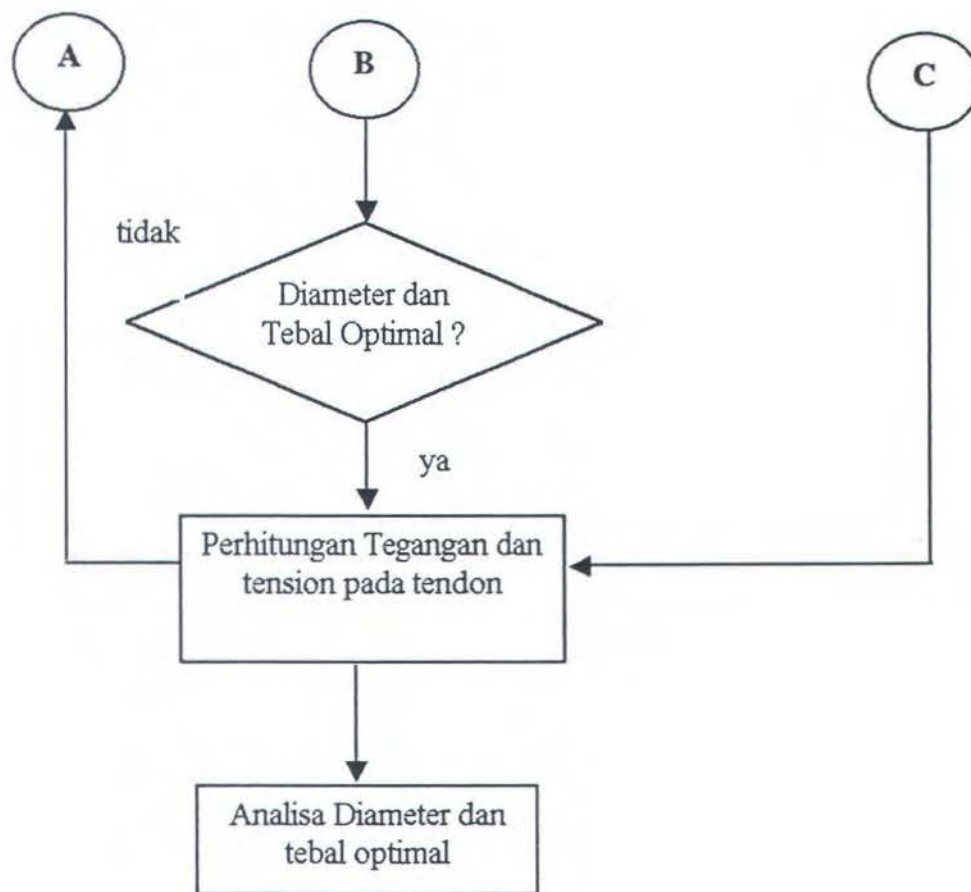 A
B
C
tidak
Diameter dan
Tebal Optimal ?
ya
Perhitungan Tegangan dan
tension pada tendon
Analisa Diameter dan
tebal optimal